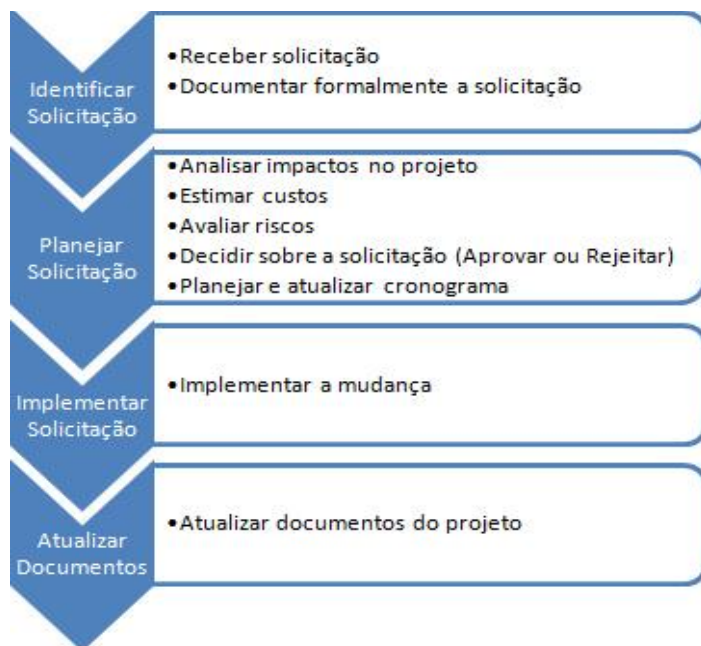 Identificar
Solicitação
•Receber solicitação
•Documentar formalmente a solicitação
Planejar
Solicitação
•Analisar impactos no projeto
•Estimar custos
•Avaliar riscos
•Decidir sobre a solicitação (Aprovar ou Rejeitar)
•Planejar e atualizar cronograma
Implementar
Solicitação
•Implementar a mudança
Atualizar
Documentos
•Atualizar documentos do projeto